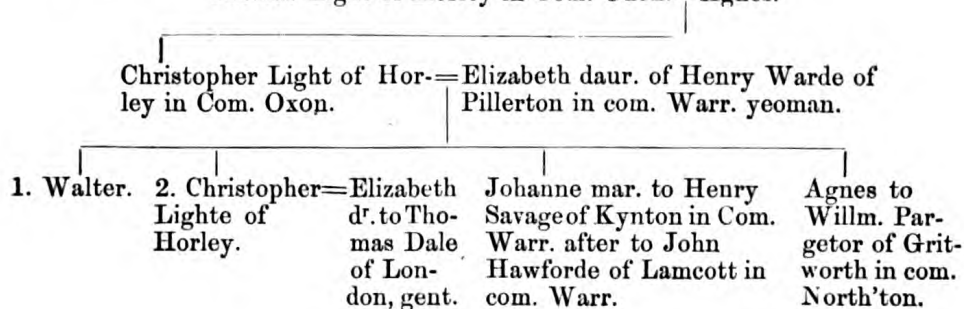 Christopher Light of Hor-=Elizabeth daur. of Henry Warde of
ley in Com. Oxon. Pillerton in com. Warr. yeoman.
1. Walter. 2. Christopher=Elizabeth Johanne mar. to Henry Agnes to
Lighte of dr. to Tho- Savage of Kynton in Com. Willm. Par-
Horley. mas Dale Warr. after to John getor of Grit-
of Lon- Hawforde of Lamcott in worth in com.
don, gent. com. Warr. North'ton.